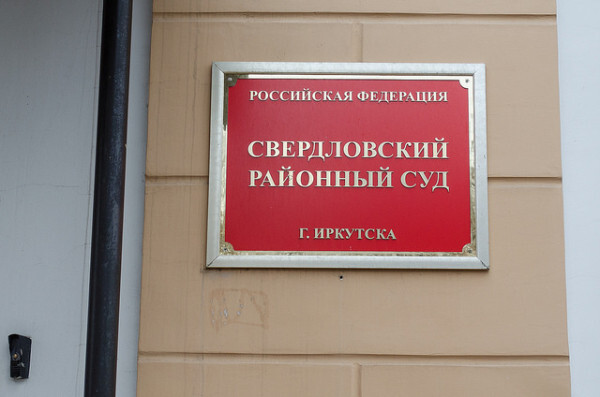 РОССИЙСКАЯ ФЕДЕРАЦИЯ
СВЕРДЛОВСКИЙ
РАЙОННЫЙ СУД
Г. ИРКУТСКА